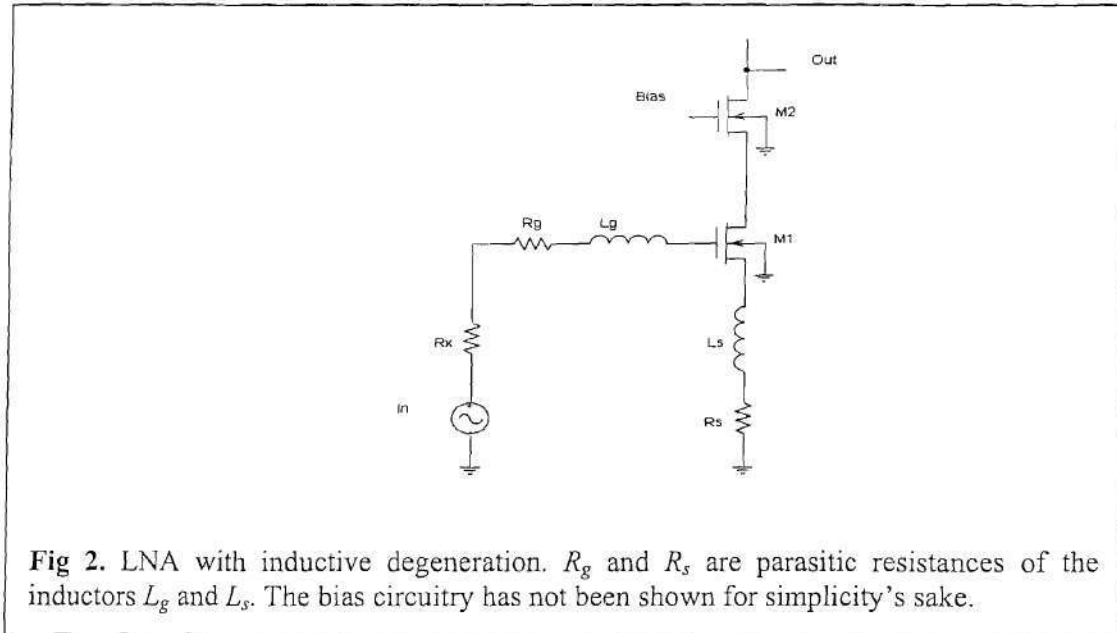 Out
Bias
M2
Rg
Lg
M1
Rx
Ls
In
Rs
Fig 2. LNA with inductive degeneration. Rg and Rs are parasitic resistances of the
inductors Lg and Ls. The bias circuitry has not been shown for simplicity's sake.